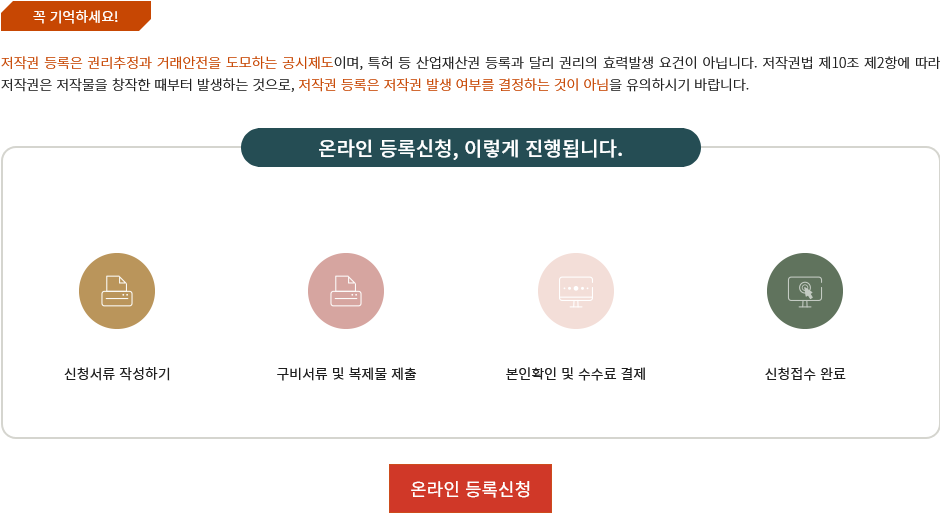 꼭 기억하세요!
저작권 등록은 권리추정과 거래안전을 도모하는 공시제도이며, 특허 등 산업재산권 등록과 달리 권리의 효력발생 요건이 아닙니다. 저작권법 제10조 제2항에 따라
저작권은 저작물을 창작한 때부터 발생하는 것으로, 저작권 등록은 저작권 발생 여부를 결정하는 것이 아님을 유의하시기 바랍니다.
온라인 등록신청, 이렇게 진행됩니다.
신청서류 작성하기
구비서류 및 복제물 제출
본인확인 및 수수료 결제
신청접수 완료
온라인 등록신청